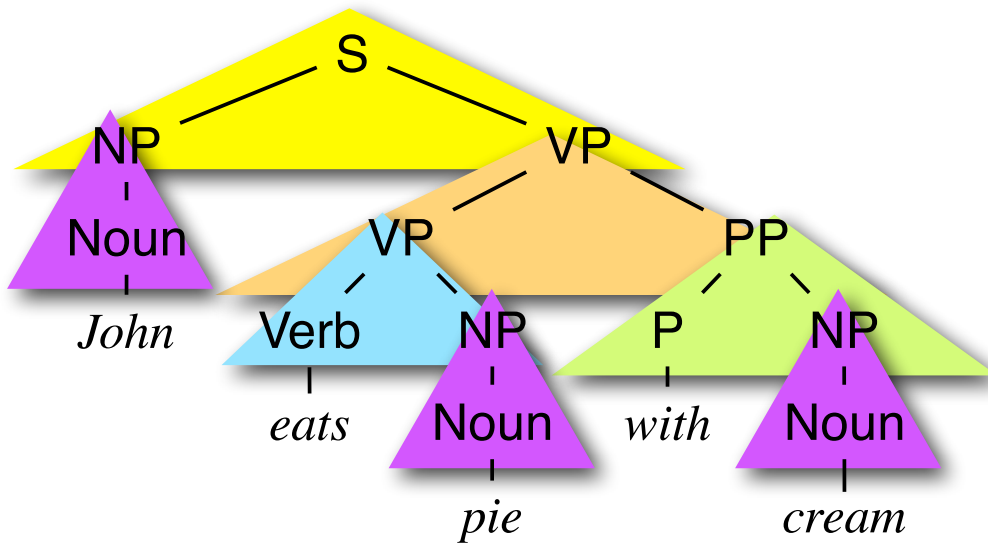 S
NP VP
Noun VP PP
John Verb NP P NP
eats Noun with Noun
pie cream